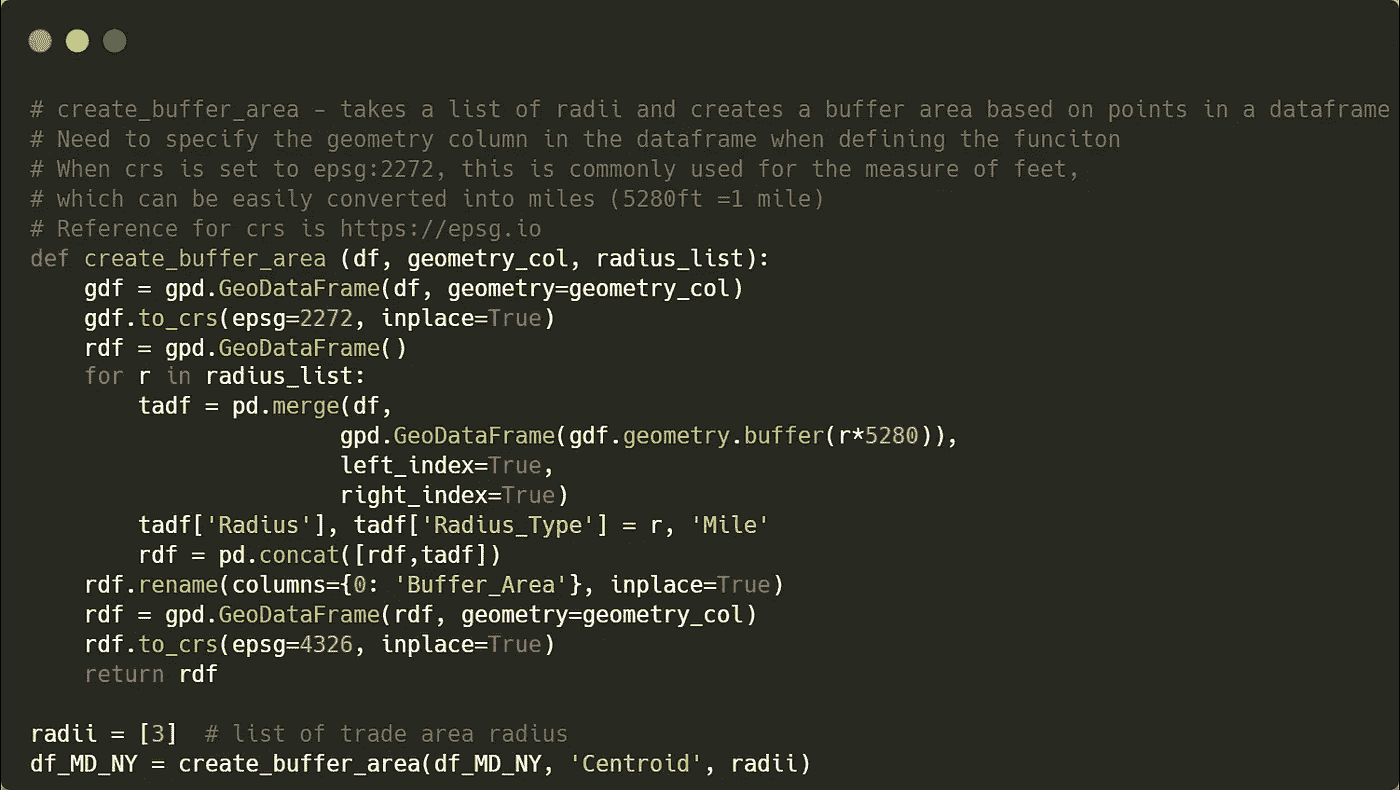 # create_buffer_area – takes a list of radii and creates a buffer area based on points in a dataframe
# Need to specify the geometry column in the dataframe when defining the funciton
# When crs is set to epsg:2272, this is commonly used for the measure of feet,
# which can be easily converted into miles (5280ft =1 mile)
# Reference for crs is https://epsg.io
def create_buffer_area (df, geometry_col, radius_list):
    gdf = gpd.GeoDataFrame(df, geometry=geometry_col)
    gdf.to_crs(epsg=2272, inplace=True)
    rdf = gpd.GeoDataFrame()
    for r in radius_list:
        tadf = pd.merge(df,
                       gpd.GeoDataFrame(gdf.geometry.buffer(r*5280)),
                       left_index=True,
                       right_index=True)
        tadf['Radius'], tadf['Radius_Type'] = r, 'Mile'
        rdf = pd.concat([rdf,tadf])
    rdf.rename(columns={0: 'Buffer_Area'}, inplace=True)
    rdf = gpd.GeoDataFrame(rdf, geometry=geometry_col)
    rdf.to_crs(epsg=4326, inplace=True)
    return rdf

radii = [3]  # list of trade area radius
df_MD_NY = create_buffer_area(df_MD_NY, 'Centroid', radii)